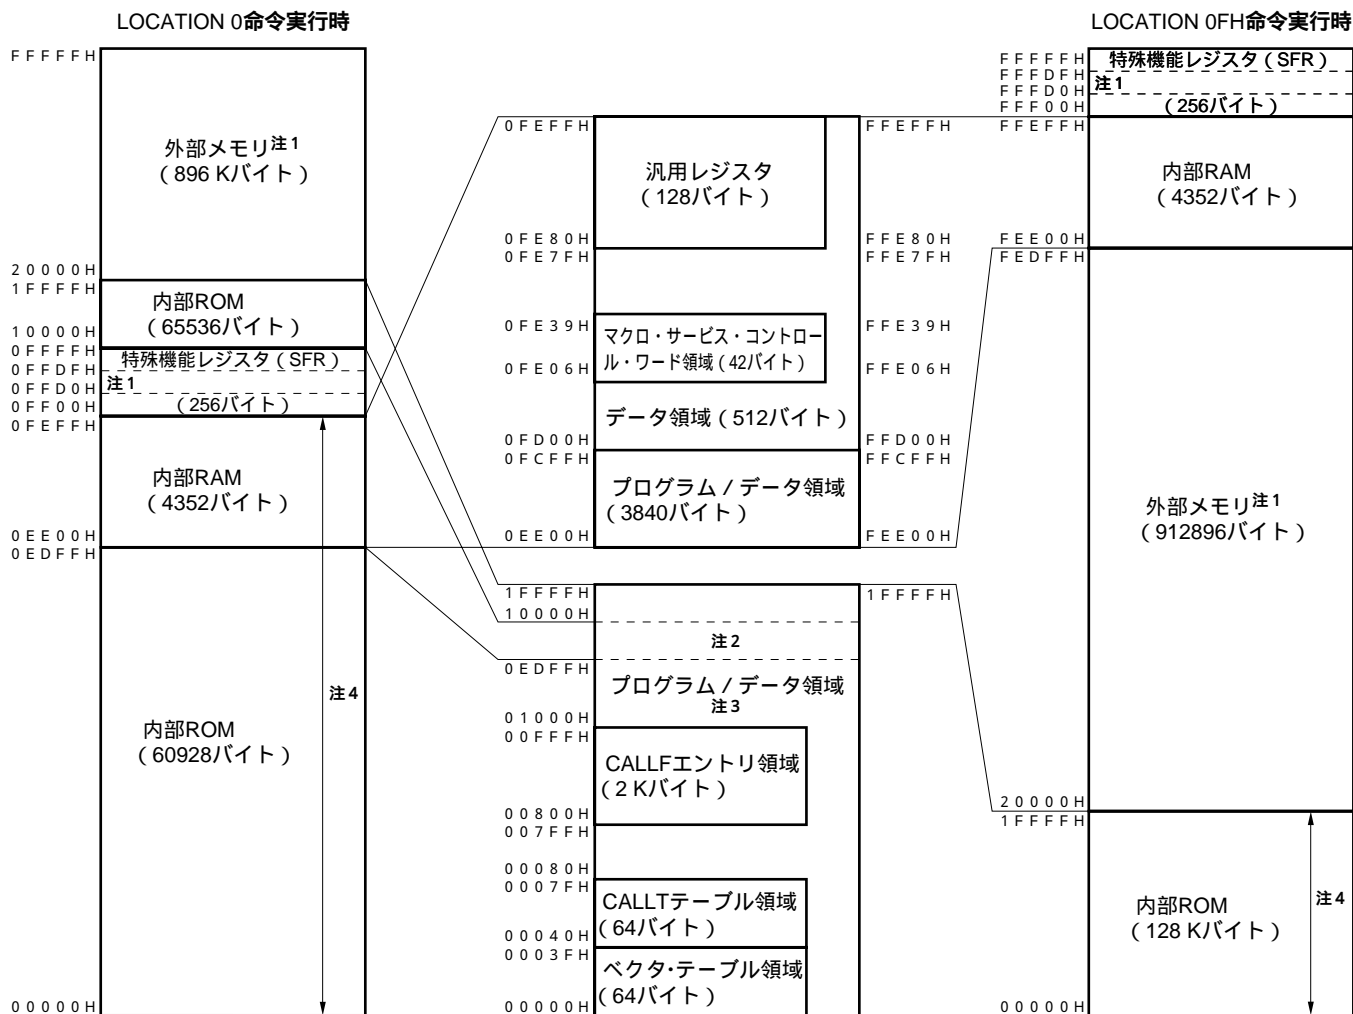 LOCATION 0命令実行時
FFFFFH
外部メモリ注1
（896 Kバイト）
20000H
1FFFFH
内部ROM
（65536バイト）
10000H
0FFFFH
特殊機能レジスタ（SFR）
0FFDFH
注1
0FFD0H
0FF00H
（256バイト）
0FEFFH
内部RAM
（4352バイト）
0EE00H
0EDFFH
注4
内部ROM
（60928バイト）
00000H
0FEFFH
FFEFFH
汎用レジスタ
（128バイト）
0FE80H
FFE80H
0FE7FH
FFE7FH
0FE39H
FFE39H
マクロ・サービス・コントロー
ル・ワード領域（42バイト）
0FE06H
FFE06H
データ領域（512バイト）
0FD00H
FFD00H
0FCFFH
FFCFFH
プログラム／データ領域
（3840バイト）
0EE00H
FEE00H
1FFFFH
1FFFFH
10000H
注2
0EDFFH
プログラム／データ領域
注3
01000H
00FFFH
CALLFエントリ領域
（2 Kバイト）
00800H
007FFH
00080H
0007FH
CALLTテーブル領域
（64バイト）
00040H
0003FH
ベクタ・テーブル領域
（64バイト）
00000H
LOCATION 0FH命令実行時
FFFFFH
特殊機能レジスタ（SFR）
FFFDFH
注1
FFFD0H
FFF00H
（256バイト）
FFEFFH
内部RAM
（4352バイト）
FEE00H
FEDFFH
外部メモリ注1
（912896バイト）
20000H
1FFFFH
注4
内部ROM
（128 Kバイト）
00000H